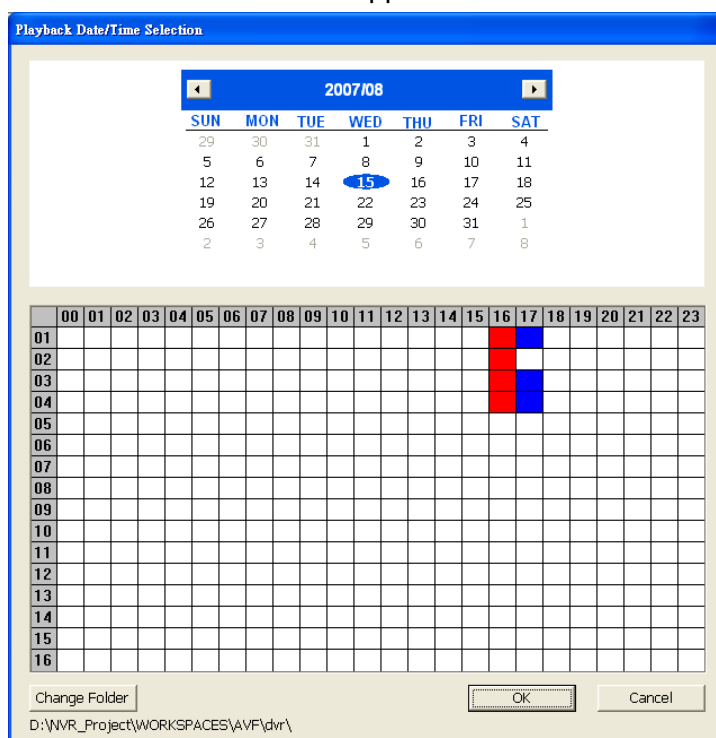 Playback Date/Time Selection
2007/08
SUN MON TUE WED THU FRI SAT
29 30 31 1 2 3 4
5 6 7 8 9 10 11
12 13 14 15 16 17 18
19 20 21 22 23 24 25
26 27 28 29 30 31 1
2 3 4 5 6 7 8
00 01 02 03 04 05 06 07 08 09 10 11 12 13 14 15 16 17 18 19 20 21 22 23
01
02
03
04
05
06
07
08
09
10
11
12
13
14
15
16
Change Folder OK Cancel
D:\NVR_Project\WORKSPACES\AVF\dvr\